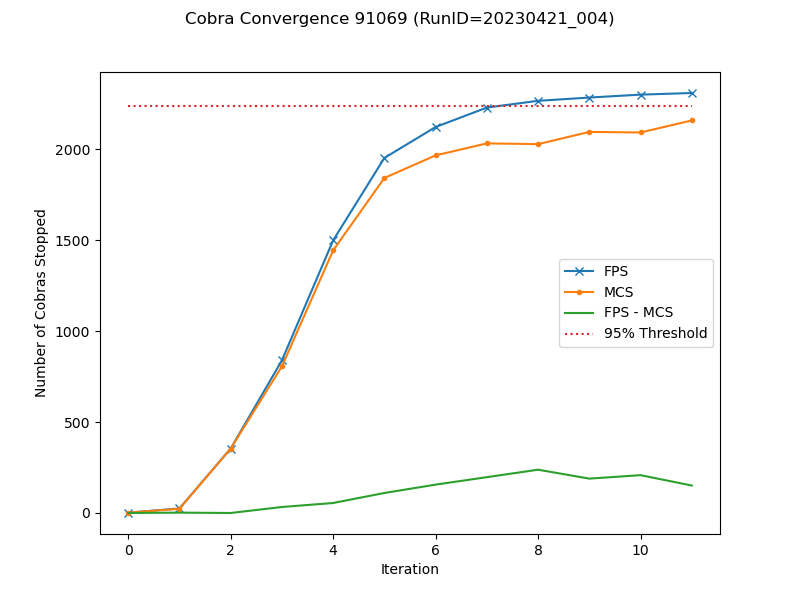 Cobra Convergence 91069 (RunID=20230421_004)
Number of Cobras Stopped
2000
1500
1000
500
0
FPS
MCS
FPS - MCS
95% Threshold
0 2 4 6 8 10
Iteration